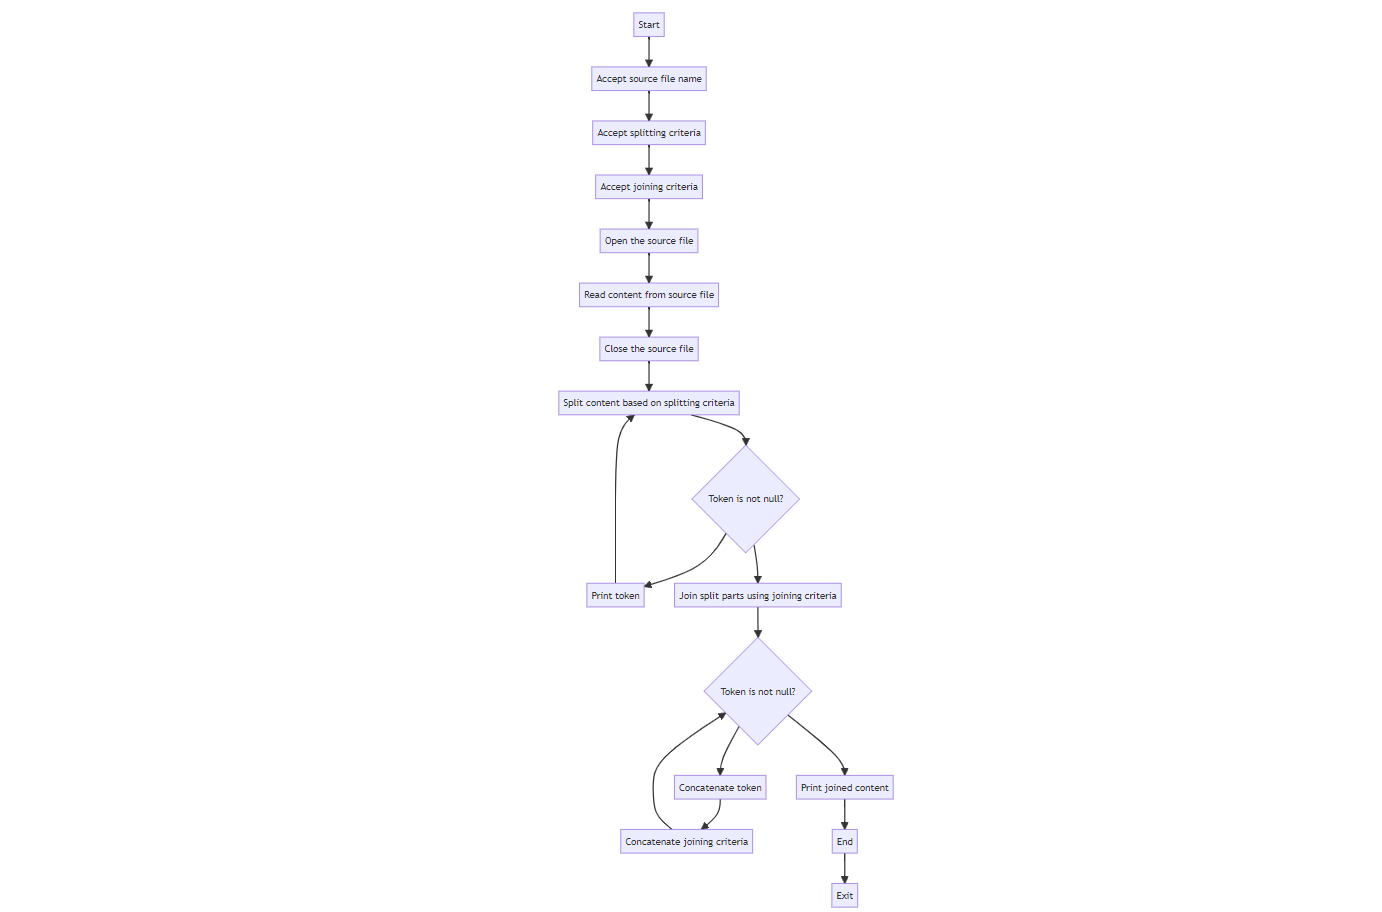 Start
Accept source file name
Accept splitting criteria
Accept joining criteria
Open the source file
Read content from source file
Close the source file
Split content based on splitting criteria
Token is not null?
Print token
Join split parts using joining criteria
Token is not null?
Concatenate token
Print joined content
Concatenate joining criteria
End
Exit